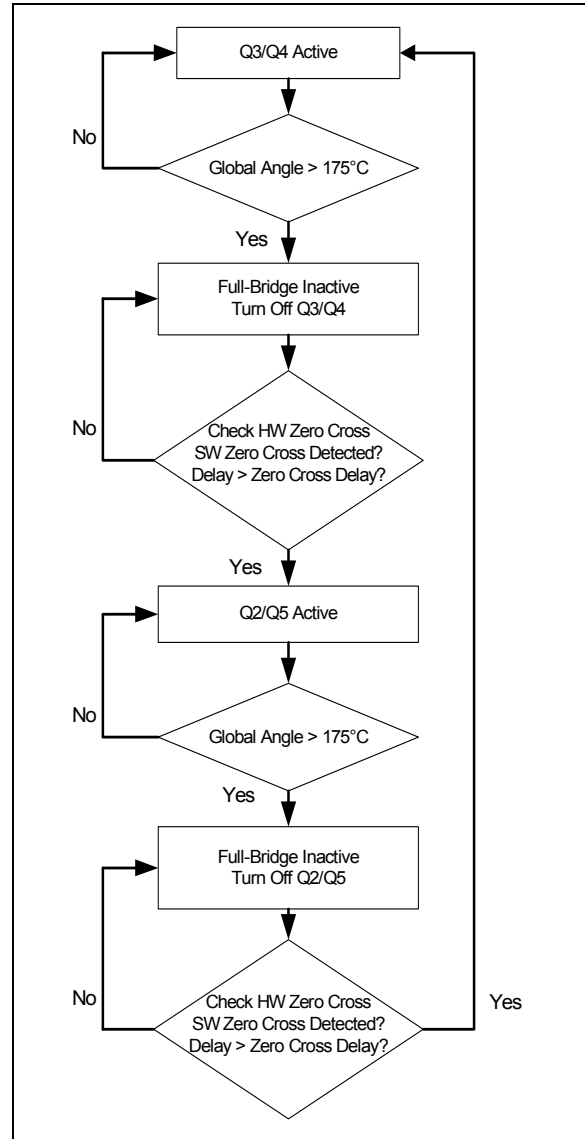 Q3/Q4 Active
No
Global Angle > 175°C
Yes
Full-Bridge Inactive
Turn Off Q3/Q4
No
Check HW Zero Cross
SW Zero Cross Detected?
Delay > Zero Cross Delay?
Yes
Q2/Q5 Active
No
Global Angle > 175°C
Yes
Full-Bridge Inactive
Turn Off Q2/Q5
No
Check HW Zero Cross
SW Zero Cross Detected?
Delay > Zero Cross Delay?
Yes